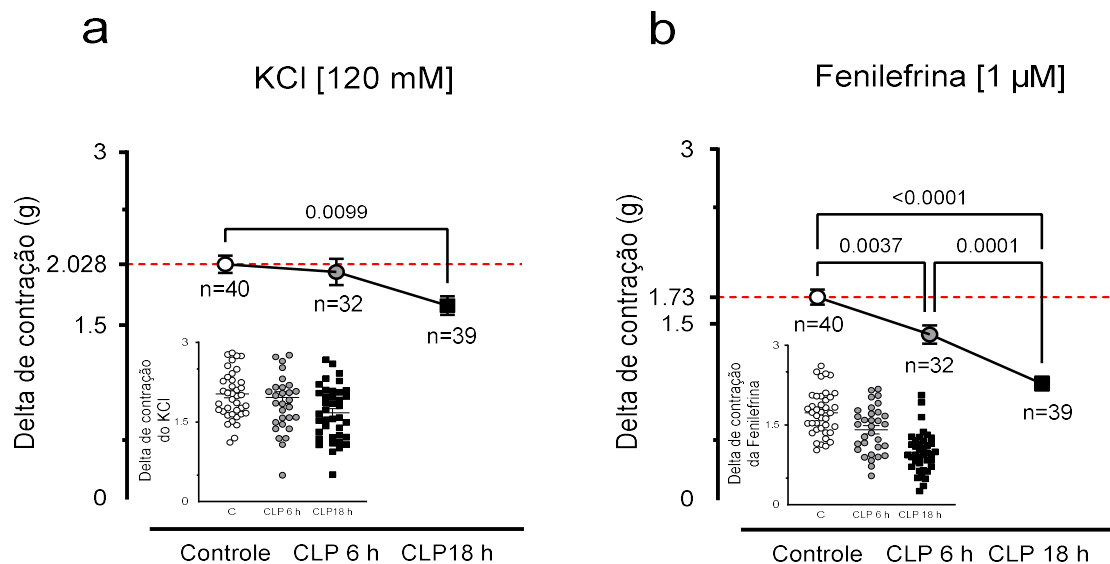 a
KCl [120 mM]
Delta de contração (g)
3
2.028
1.5
0
0.0099
n=40
n=32
n=39
Delta de contração
do KCl
3
1.5
0
C
CLP 6 h
CLP18 h
Controle
CLP 6 h
CLP18 h
b
Fenilefrina [1 µM]
Delta de contração (g)
3
1.73
1.5
0
<0.0001
0.0037
0.0001
n=40
n=32
n=39
Delta de contração
da Fenilefrina
3
1.5
0
C
CLP 6 h
CLP 18 h
Controle
CLP 6 h
CLP 18 h